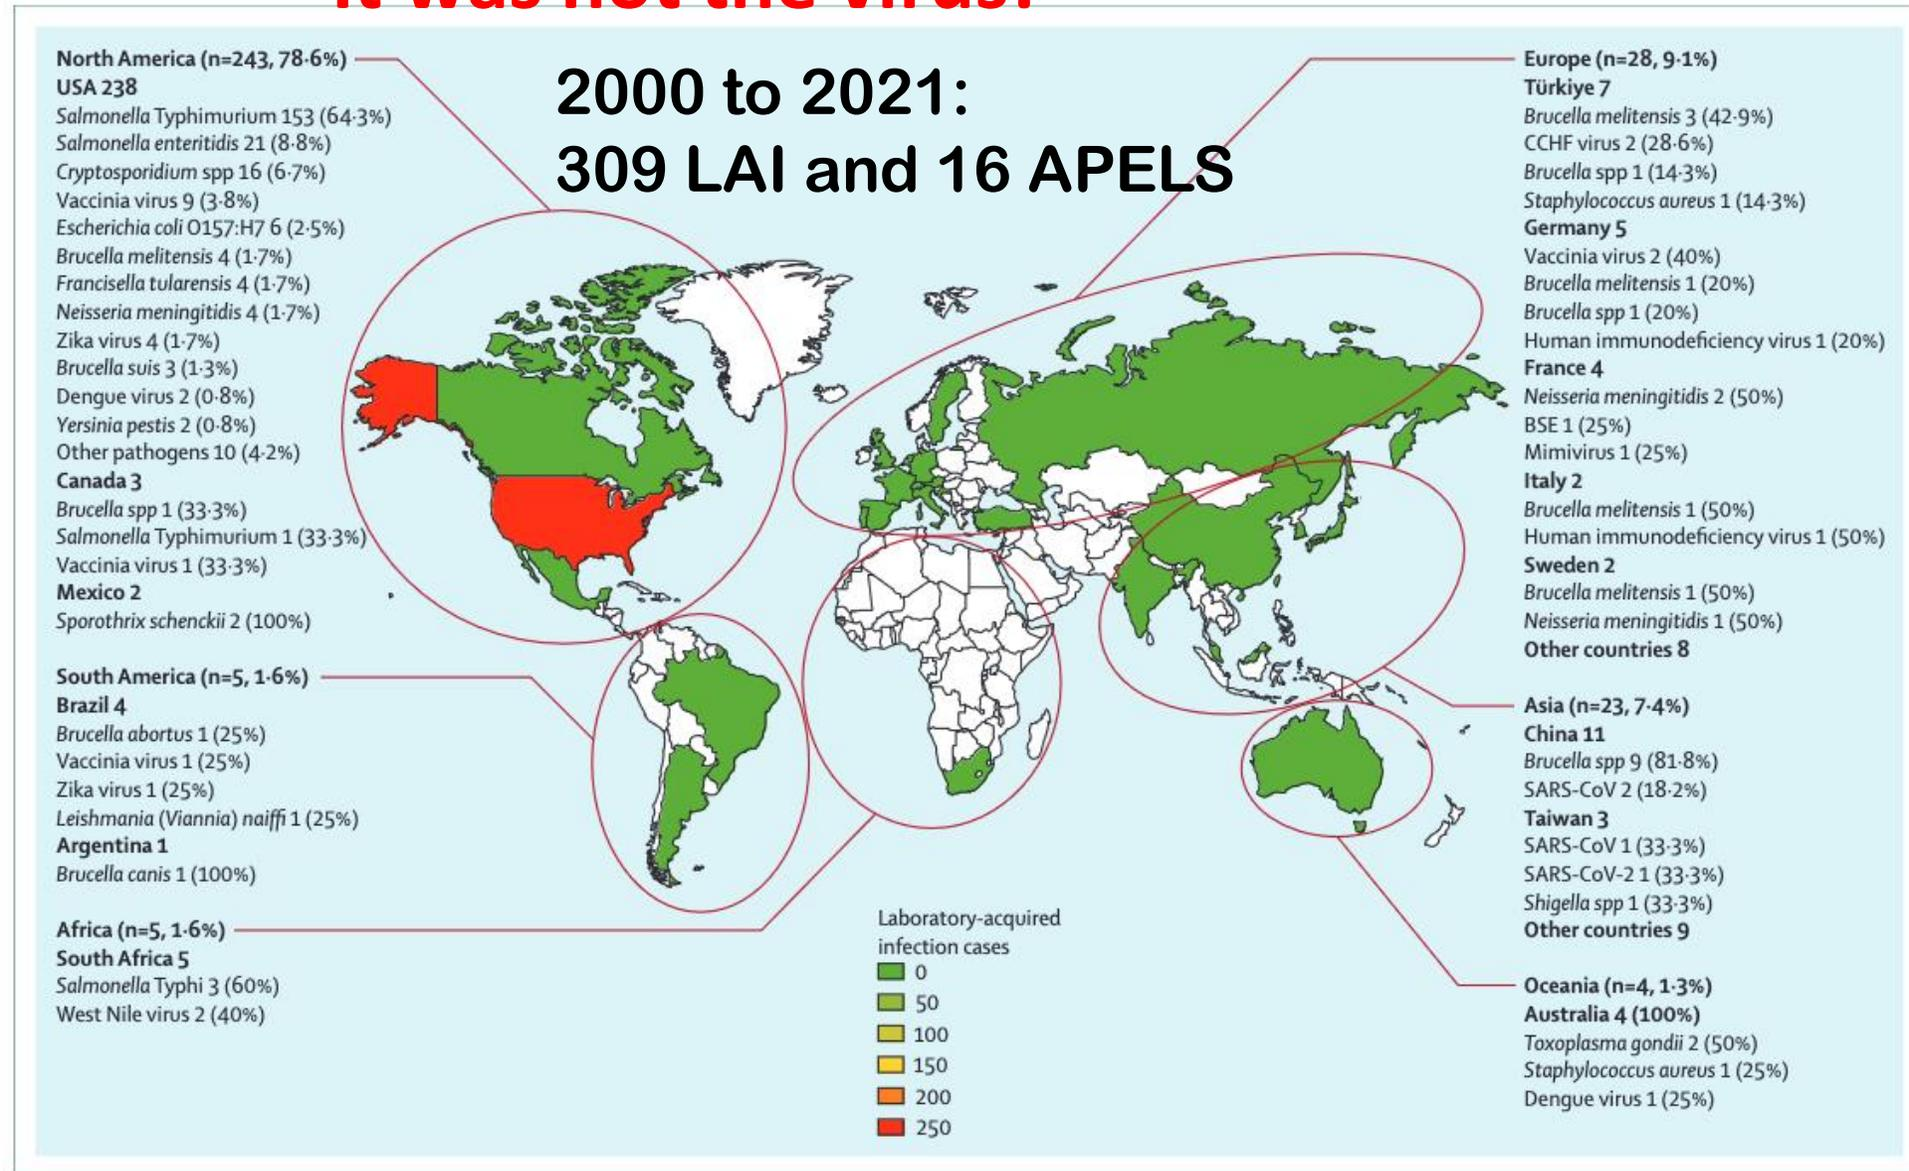 it was not the virus!
2000 to 2021:
309 LAI and 16 APELS
North America (n=243, 78·6%)
USA 238
Salmonella Typhimurium 153 (64·3%)
Salmonella enteritidis 21 (8·8%)
Cryptosporidium spp 16 (6·7%)
Vaccinia virus 9 (3·8%)
Escherichia coli O157:H7 6 (2·5%)
Brucella melitensis 4 (1·7%)
Francisella tularensis 4 (1·7%)
Neisseria meningitidis 4 (1·7%)
Zika virus 4 (1·7%)
Brucella suis 3 (1·3%)
Dengue virus 2 (0·8%)
Yersinia pestis 2 (0·8%)
Other pathogens 10 (4·2%)
Canada 3
Brucella spp 1 (33·3%)
Salmonella Typhimurium 1 (33·3%)
Vaccinia virus 1 (33·3%)
Mexico 2
Sporothrix schenckii 2 (100%)
South America (n=5, 1·6%)
Brazil 4
Brucella abortus 1 (25%)
Vaccinia virus 1 (25%)
Zika virus 1 (25%)
Leishmania (Viannia) naiffi 1 (25%)
Argentina 1
Brucella canis 1 (100%)
Africa (n=5, 1·6%)
South Africa 5
Salmonella Typhi 3 (60%)
West Nile virus 2 (40%)
Laboratory-acquired
infection cases
0
50
100
150
200
250
Europe (n=28, 9·1%)
Türkiye 7
Brucella melitensis 3 (42·9%)
CCHF virus 2 (28·6%)
Brucella spp 1 (14·3%)
Staphylococcus aureus 1 (14·3%)
Germany 5
Vaccinia virus 2 (40%)
Brucella melitensis 1 (20%)
Brucella spp 1 (20%)
Human immunodeficiency virus 1 (20%)
France 4
Neisseria meningitidis 2 (50%)
BSE 1 (25%)
Mimivirus 1 (25%)
Italy 2
Brucella melitensis 1 (50%)
Human immunodeficiency virus 1 (50%)
Sweden 2
Brucella melitensis 1 (50%)
Neisseria meningitidis 1 (50%)
Other countries 8
Asia (n=23, 7·4%)
China 11
Brucella spp 9 (81·8%)
SARS-CoV 2 (18·2%)
Taiwan 3
SARS-CoV 1 (33·3%)
SARS-CoV-2 1 (33·3%)
Shigella spp 1 (33·3%)
Other countries 9
Oceania (n=4, 1·3%)
Australia 4 (100%)
Toxoplasma gondii 2 (50%)
Staphylococcus aureus 1 (25%)
Dengue virus 1 (25%)